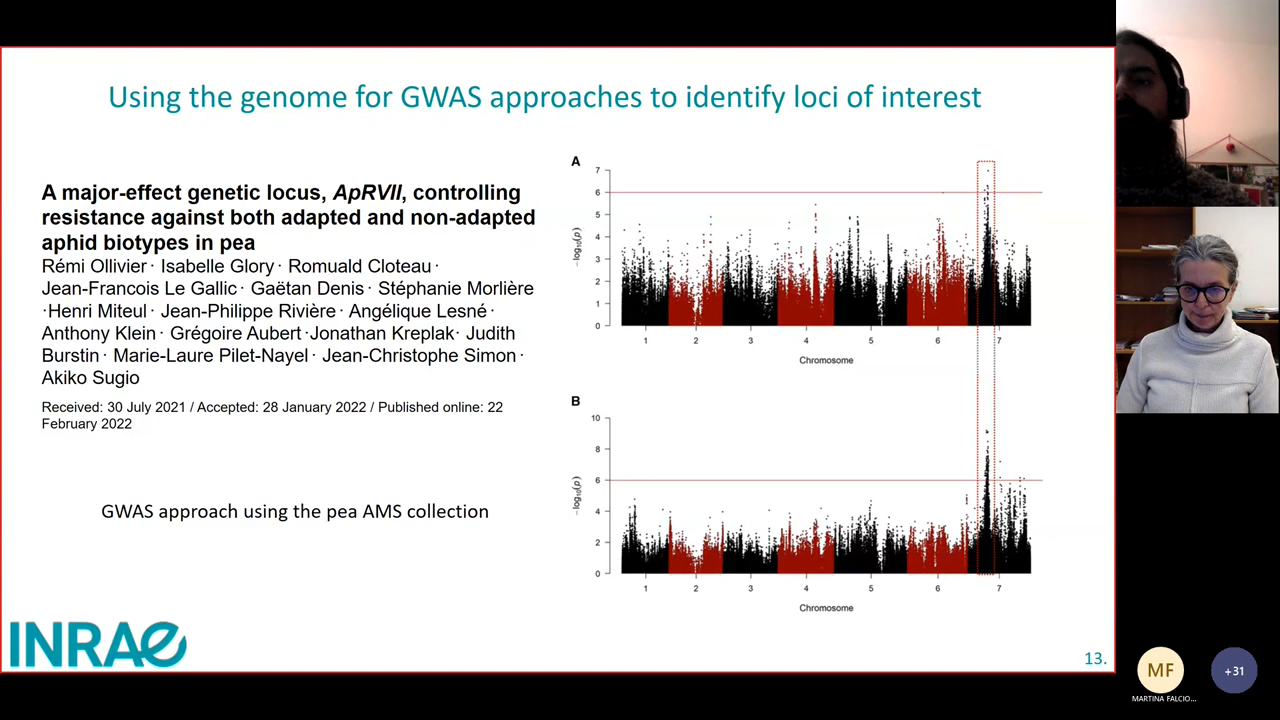 Using the genome for GWAS approaches to identify loci of interest
A major-effect genetic locus, ApRVII, controlling
resistance against both adapted and non-adapted
aphid biotypes in pea
Rémi Ollivier · Isabelle Glory · Romuald Cloteau ·
Jean-Francois Le Gallic · Gaëtan Denis · Stéphanie Morlière
·Henri Miteul · Jean-Philippe Rivière · Angélique Lesné ·
Anthony Klein · Grégoire Aubert ·Jonathan Kreplak · Judith
Burstin · Marie-Laure Pilet-Nayel · Jean-Christophe Simon ·
Akiko Sugio
Received: 30 July 2021 / Accepted: 28 January 2022 / Published online: 22
February 2022
GWAS approach using the pea AMS collection
A
7
6
5
4
3
2
1
0
−log10(p)
1 2 3 4 5 6 7
Chromosome
B
10
8
6
4
2
0
−log10(p)
1 2 3 4 5 6 7
Chromosome
INRAE
13.
MF
+31
MARTINA FALCIO...